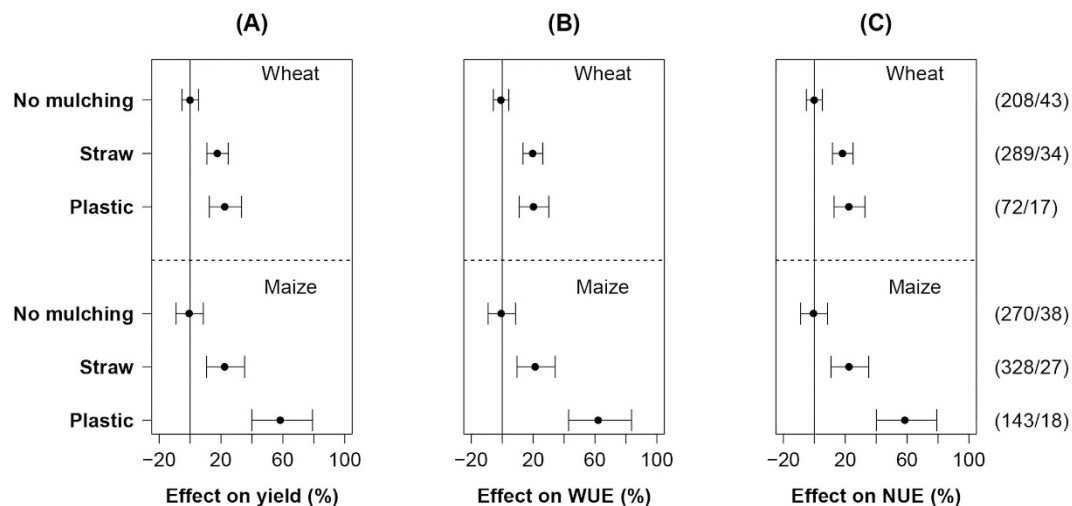 (A) (B) (C)
Wheat Wheat Wheat
No mulching (208/43)
Straw (289/34)
Plastic (72/17)
Maize Maize Maize
No mulching (270/38)
Straw (328/27)
Plastic (143/18)
−20 20 60 100 −20 20 60 100 −20 20 60 100
Effect on yield (%) Effect on WUE (%) Effect on NUE (%)